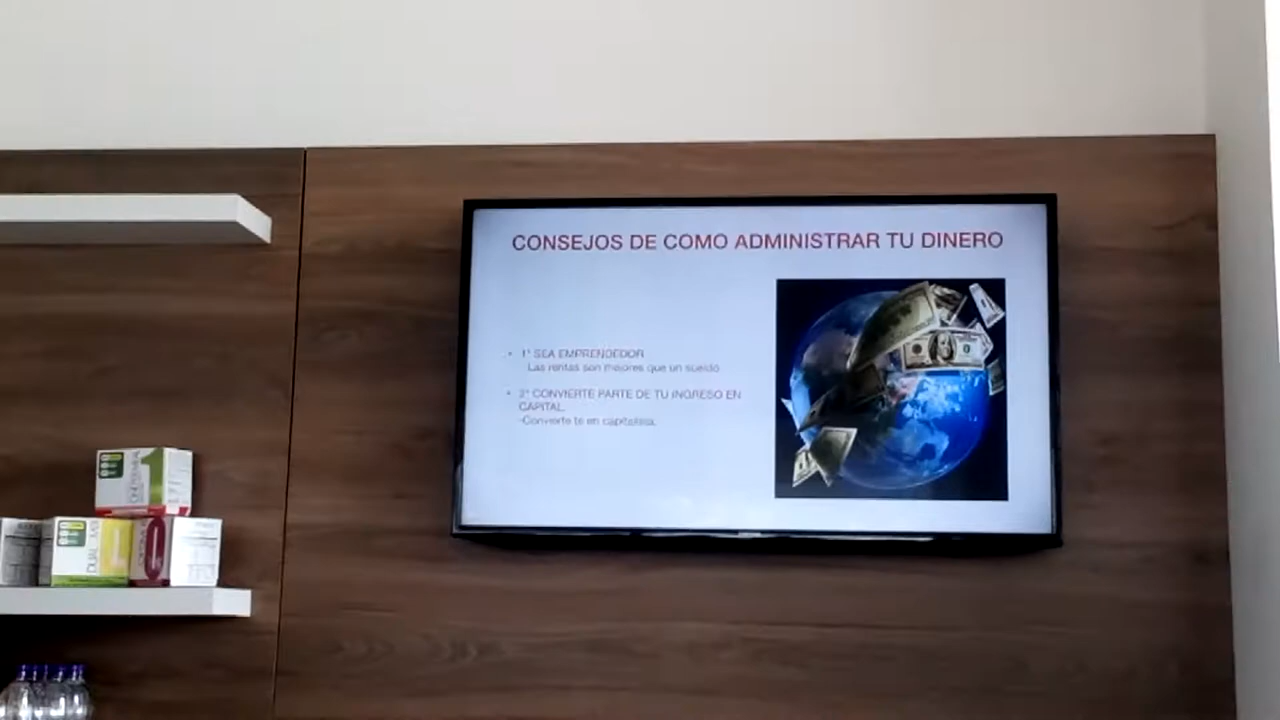 CONSEJOS DE COMO ADMINISTRAR TU DINERO
1° SEA EMPRENDEDOR
Las rentas son mejores que un sueldo
2° CONVIERTE PARTE DE TU INGRESO EN
CAPITAL.
-Convierte te en capitalista.
1